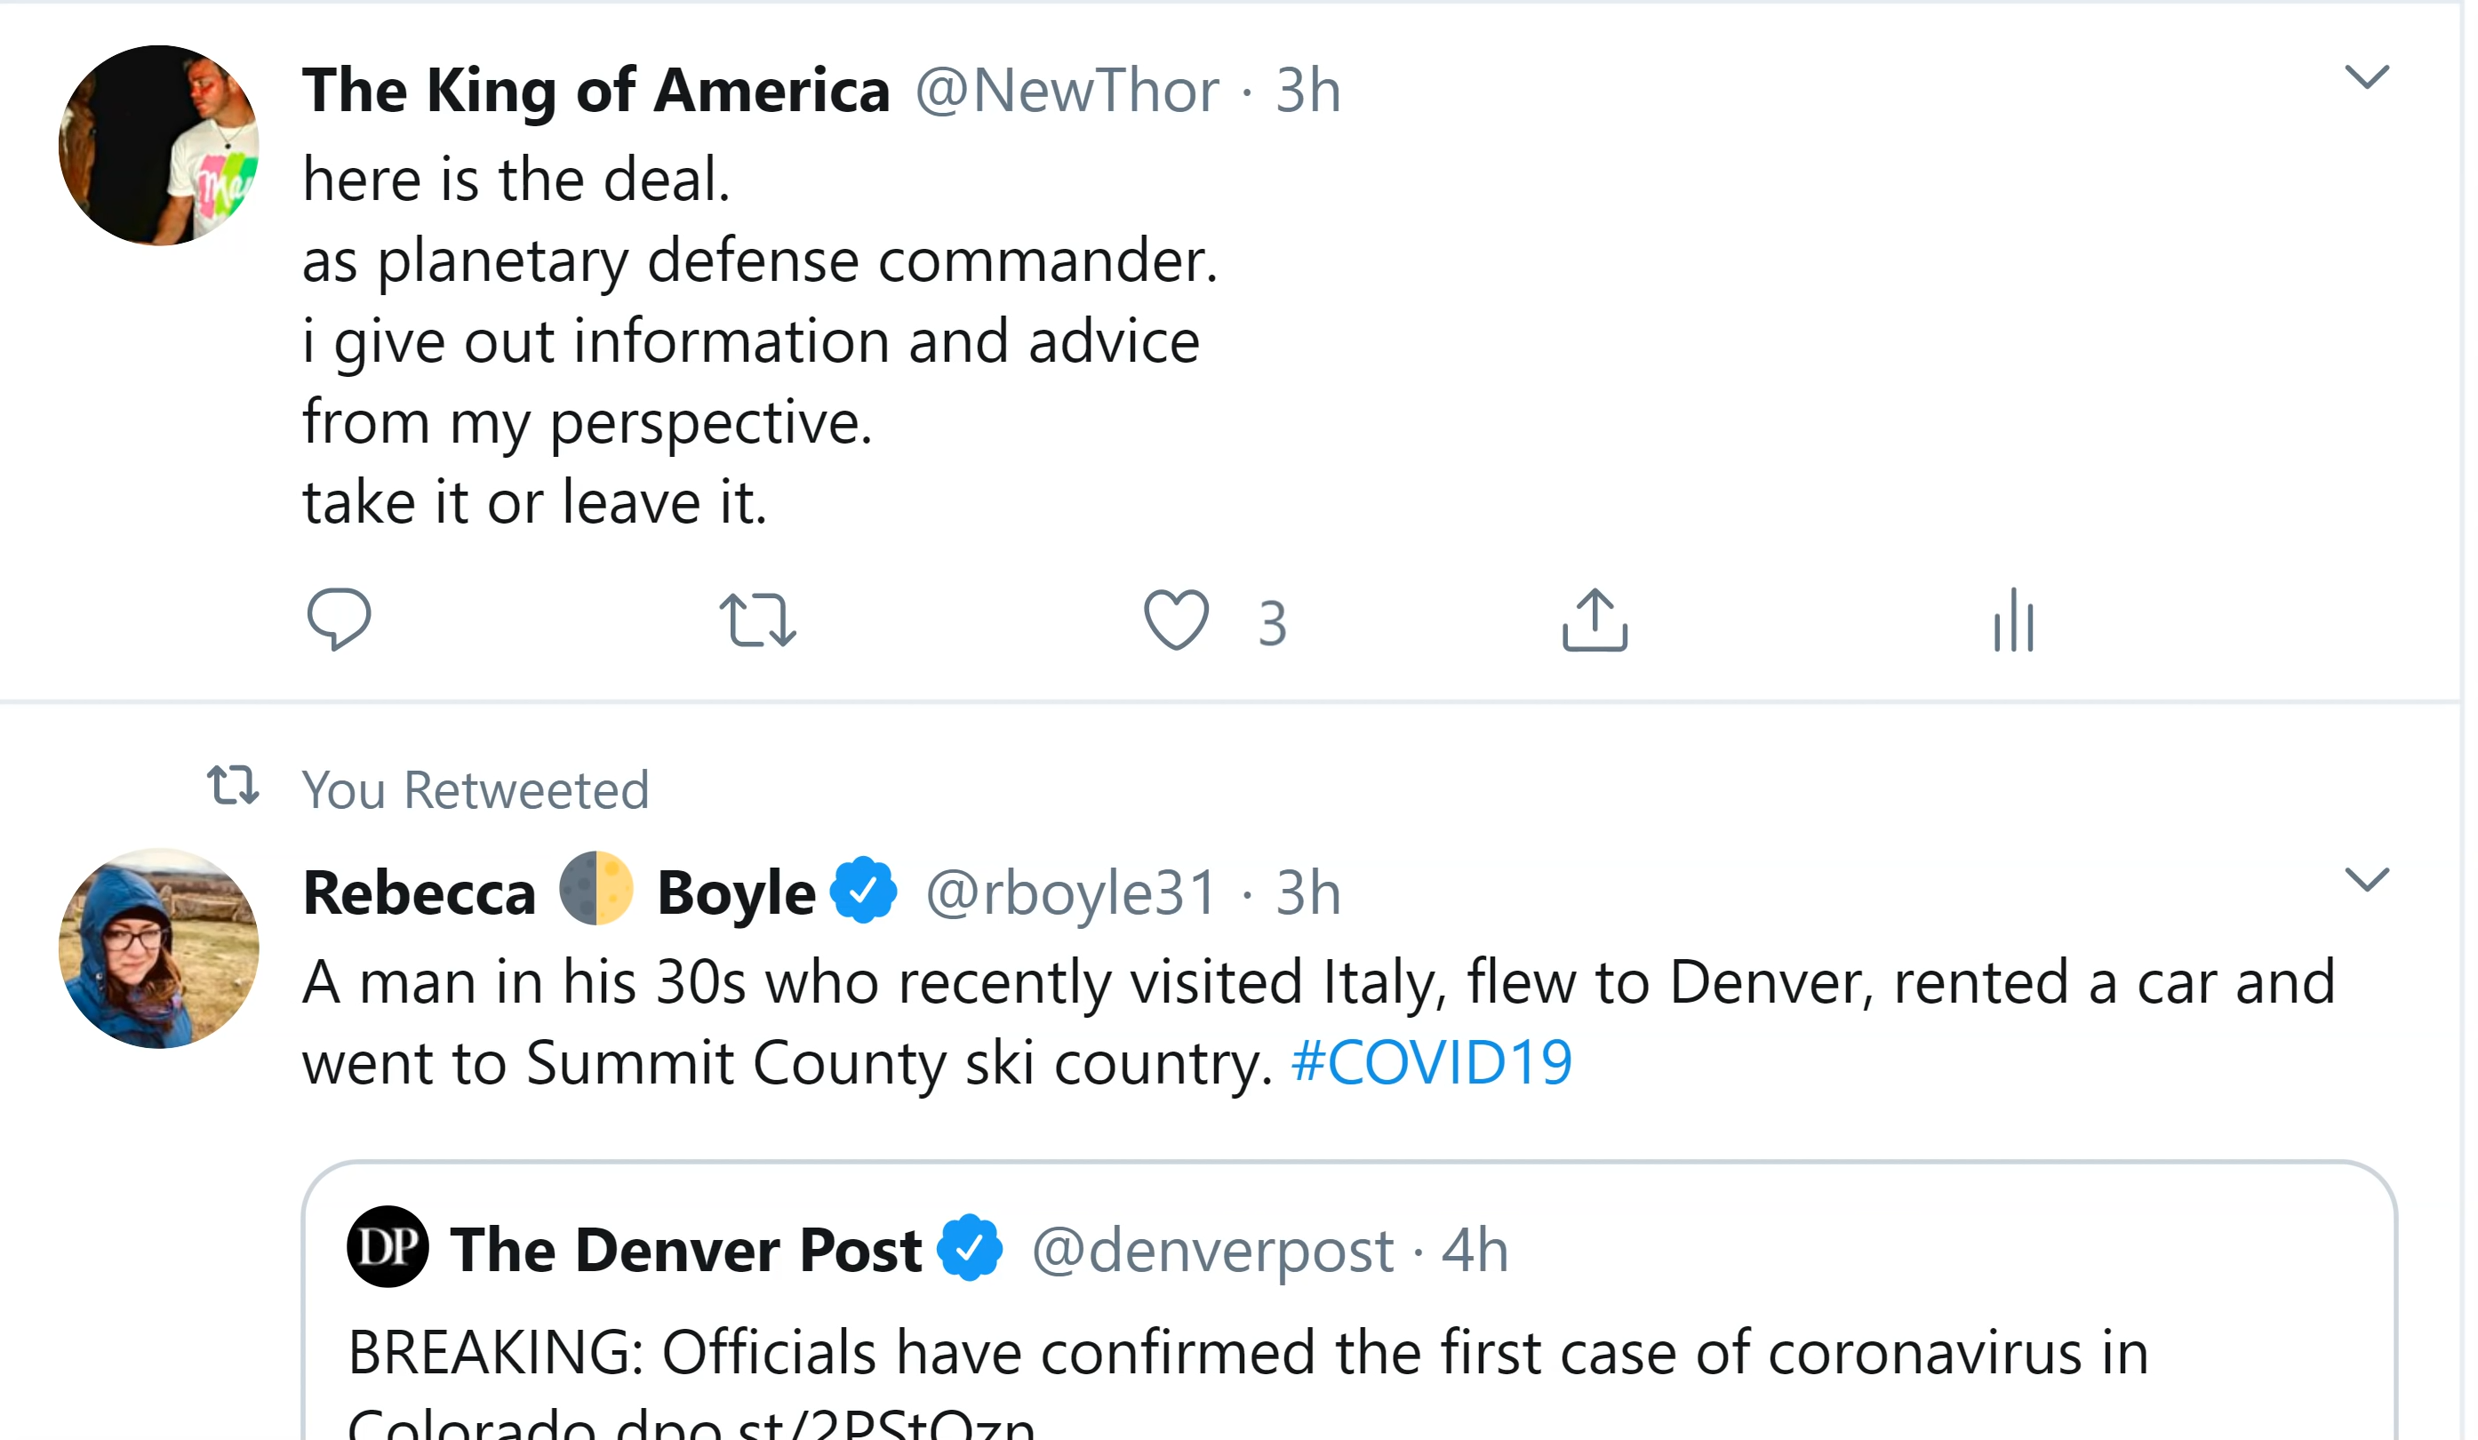 The King of America @NewThor · 3h
here is the deal.
as planetary defense commander.
i give out information and advice
from my perspective.
take it or leave it.
3
You Retweeted
Rebecca 🌓 Boyle @rboyle31 · 3h
A man in his 30s who recently visited Italy, flew to Denver, rented a car and
went to Summit County ski country. #COVID19
DP The Denver Post @denverpost · 4h
BREAKING: Officials have confirmed the first case of coronavirus in
Colorado